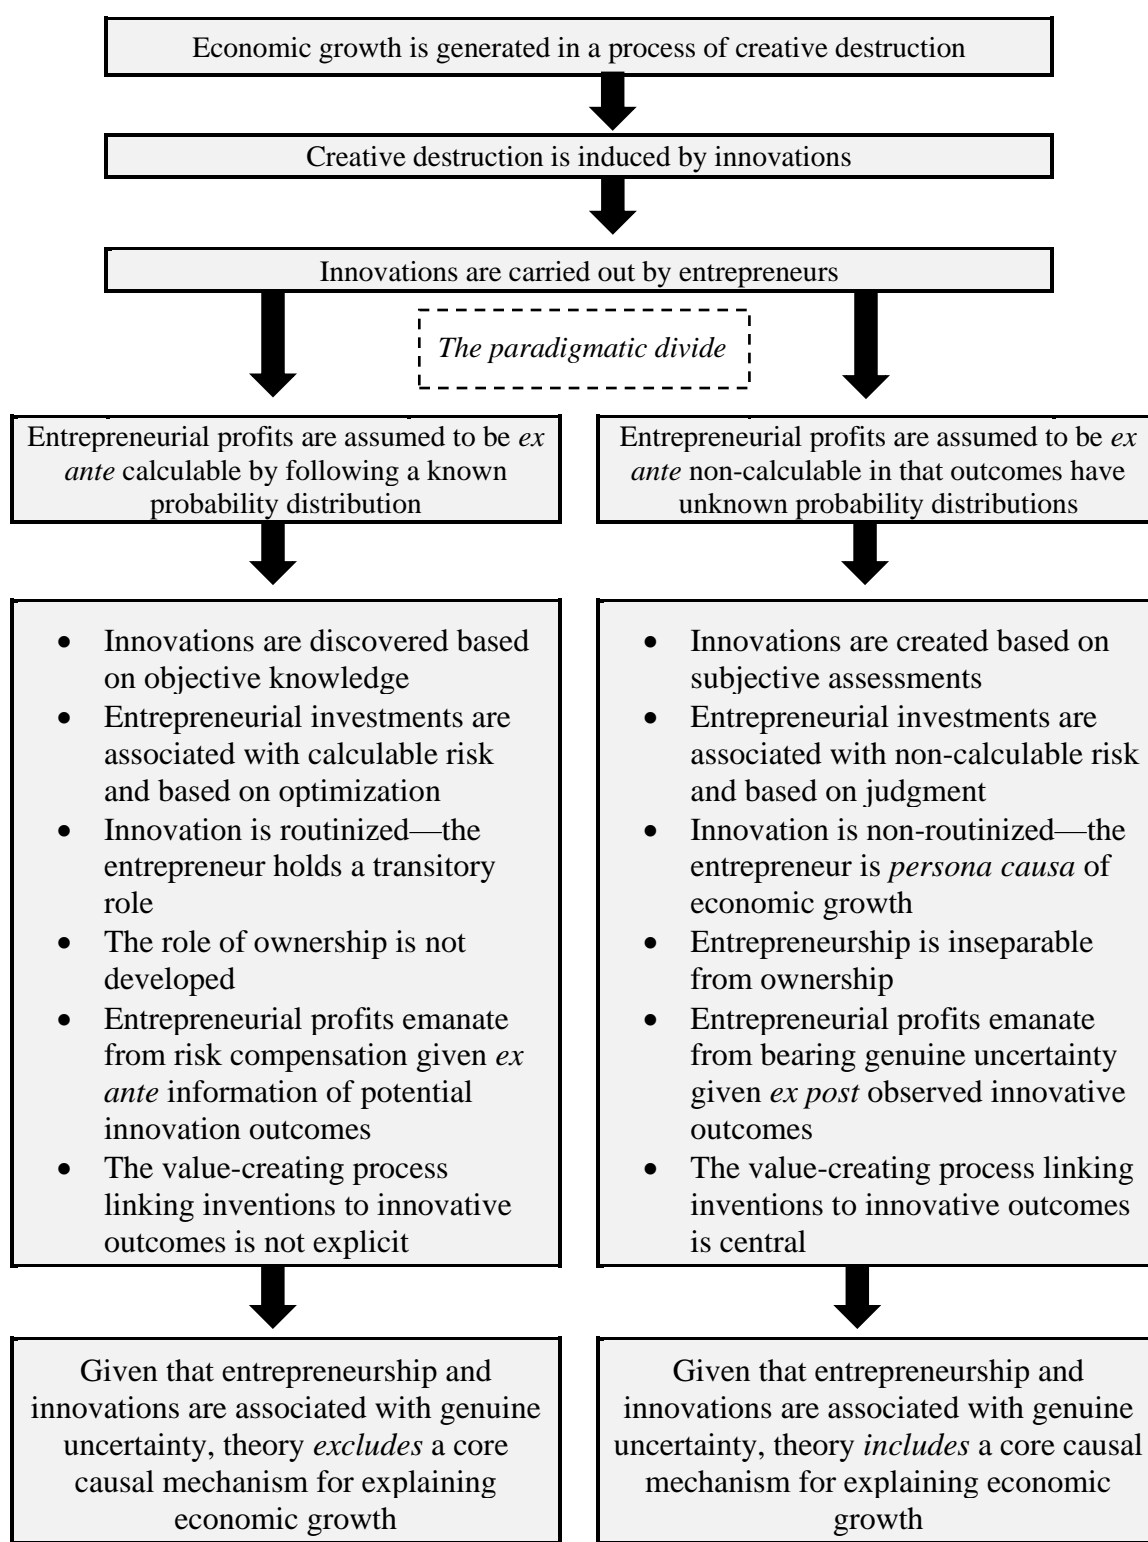 Economic growth is generated in a process of creative destruction
Creative destruction is induced by innovations
Innovations are carried out by entrepreneurs
The paradigmatic divide
Entrepreneurial profits are assumed to be ex
ante calculable by following a known
probability distribution
Entrepreneurial profits are assumed to be ex
ante non-calculable in that outcomes have
unknown probability distributions
• Innovations are discovered based
on objective knowledge
• Entrepreneurial investments are
associated with calculable risk
and based on optimization
• Innovation is routinized—the
entrepreneur holds a transitory
role
• The role of ownership is not
developed
• Entrepreneurial profits emanate
from risk compensation given ex
ante information of potential
innovation outcomes
• The value-creating process
linking inventions to innovative
outcomes is not explicit
• Innovations are created based on
subjective assessments
• Entrepreneurial investments are
associated with non-calculable risk
and based on judgment
• Innovation is non-routinized—the
entrepreneur is persona causa of
economic growth
• Entrepreneurship is inseparable
from ownership
• Entrepreneurial profits emanate
from bearing genuine uncertainty
given ex post observed innovative
outcomes
• The value-creating process linking
inventions to innovative outcomes
is central
Given that entrepreneurship and
innovations are associated with genuine
uncertainty, theory excludes a core
causal mechanism for explaining
economic growth
Given that entrepreneurship and
innovations are associated with genuine
uncertainty, theory includes a core causal
mechanism for explaining economic
growth